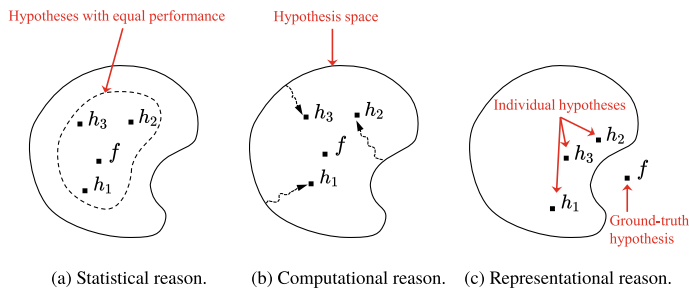 Hypotheses with equal performance
h3
h2
f
h1
(a) Statistical reason.
Hypothesis space
h3
h2
f
h1
(b) Computational reason.
Individual hypotheses
h2
h3
f
h1
Ground-truth
hypothesis
(c) Representational reason.